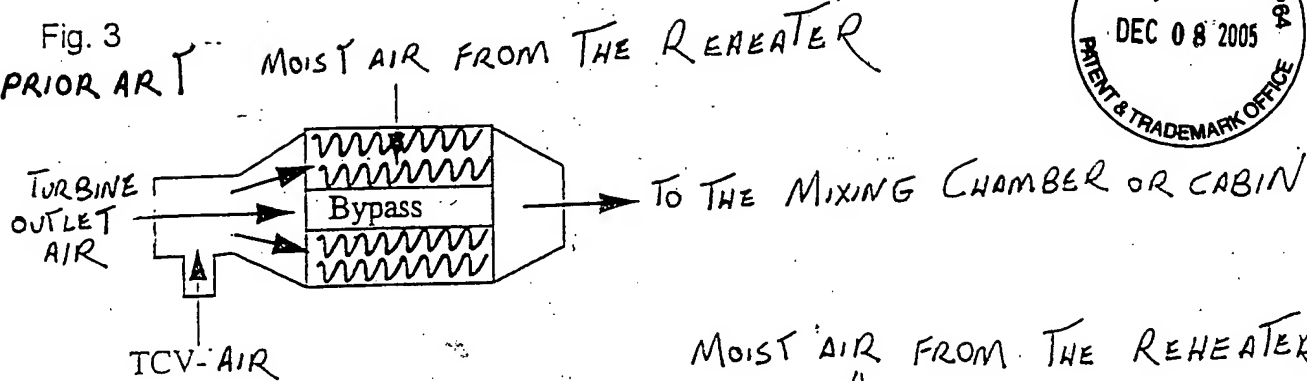 Fig. 3
PRIOR ART
MOIST AIR FROM THE REHEATER
DEC 08 2005
PATENT & TRADEMARK OFFICE
TURBINE
OUTLET
AIR
Bypass
TO THE MIXING CHAMBER OR CABIN
TCV-AIR
MOIST AIR FROM THE REHEATER